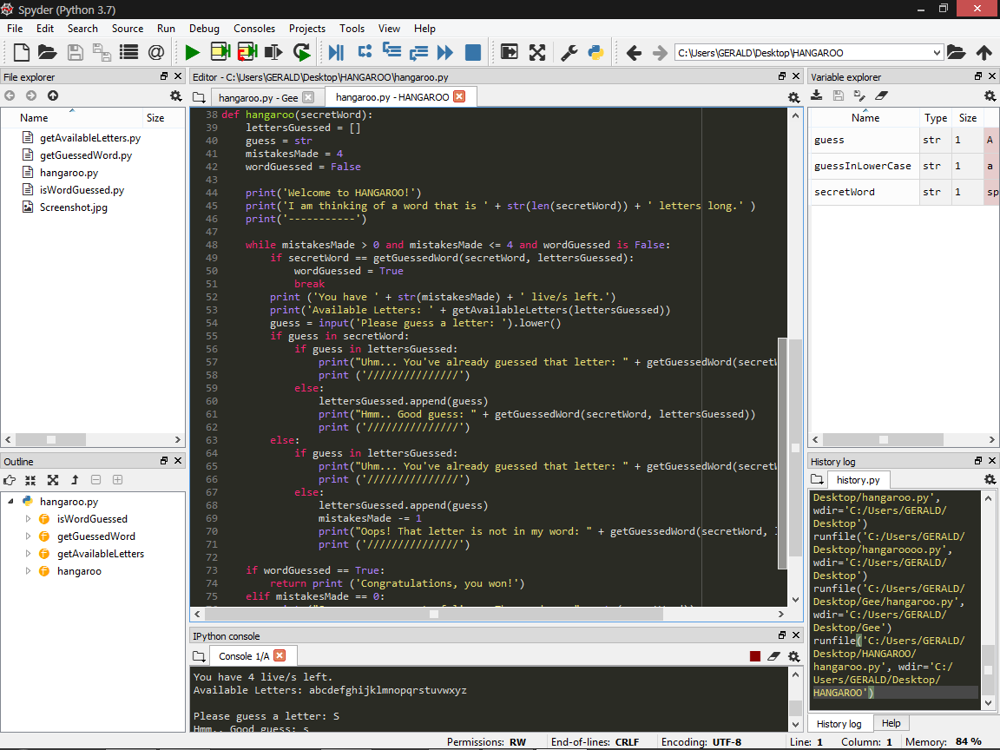 Spyder (Python 3.7)
File Edit Search Source Run Debug Consoles Projects Tools View Help
C:\Users\GERALD\Desktop\HANGAROO
File explorer
Name Size
getAvailableLetters.py
getGuessedWord.py
hangaroo.py
isWordGuessed.py
Screenshot.jpg
Outline
hangaroo.py
isWordGuessed
getGuessedWord
getAvailableLetters
hangaroo
Editor - C:\Users\GERALD\Desktop\HANGAROO\hangaroo.py
hangaroo.py - Gee hangaroo.py - HANGAROO
38 def hangaroo(secretWord):
39     lettersGuessed = []
40     guess = str
41     mistakesMade = 4
42     wordGuessed = False
43
44     print('Welcome to HANGAROO!')
45     print('I am thinking of a word that is ' + str(len(secretWord)) + ' letters long.' )
46     print('-----------')
47
48     while mistakesMade > 0 and mistakesMade <= 4 and wordGuessed is False:
49         if secretWord == getGuessedWord(secretWord, lettersGuessed):
50             wordGuessed = True
51             break
52         print ('You have ' + str(mistakesMade) + ' live/s left.')
53         print('Available Letters: ' + getAvailableLetters(lettersGuessed))
54         guess = input('Please guess a letter: ').lower()
55         if guess in secretWord:
56             if guess in lettersGuessed:
57                 print("Uhm... You've already guessed that letter: " + getGuessedWord(secretW
58                 print ('///////////////')
59             else:
60                 lettersGuessed.append(guess)
61                 print("Hmm.. Good guess: " + getGuessedWord(secretWord, lettersGuessed))
62                 print ('///////////////')
63         else:
64             if guess in lettersGuessed:
65                 print("Uhm... You've already guessed that letter: " + getGuessedWord(secretW
66                 print ('///////////////')
67             else:
68                 lettersGuessed.append(guess)
69                 mistakesMade -= 1
70                 print("Oops! That letter is not in my word: " + getGuessedWord(secretWord, l
71                 print ('///////////////')
72
73     if wordGuessed == True:
74         return print ('Congratulations, you won!')
75     elif mistakesMade == 0:
IPython console
Console 1/A
You have 4 live/s left.
Available Letters: abcdefghijklmnopqrstuvwxyz
Please guess a letter: S
Hmm.. Good guess: s
Variable explorer
Name Type Size
guess str 1 A
guessInLowerCase str 1 a
secretWord str 1 sp
History log
history.py
Desktop/hangaroo.py',
wdir='C:/Users/GERALD/
Desktop')
runfile('C:/Users/GERALD/
Desktop/hangaroooo.py',
wdir='C:/Users/GERALD/
Desktop')
runfile('C:/Users/GERALD/
Desktop/Gee/hangaroo.py',
wdir='C:/Users/GERALD/
Desktop/Gee')
runfile('C:/Users/GERALD/
Desktop/HANGAROO/
hangaroo.py', wdir='C:/
Users/GERALD/Desktop/
HANGAROO')
History log Help
Permissions: RW End-of-lines: CRLF Encoding: UTF-8 Line: 1 Column: 1 Memory: 84 %